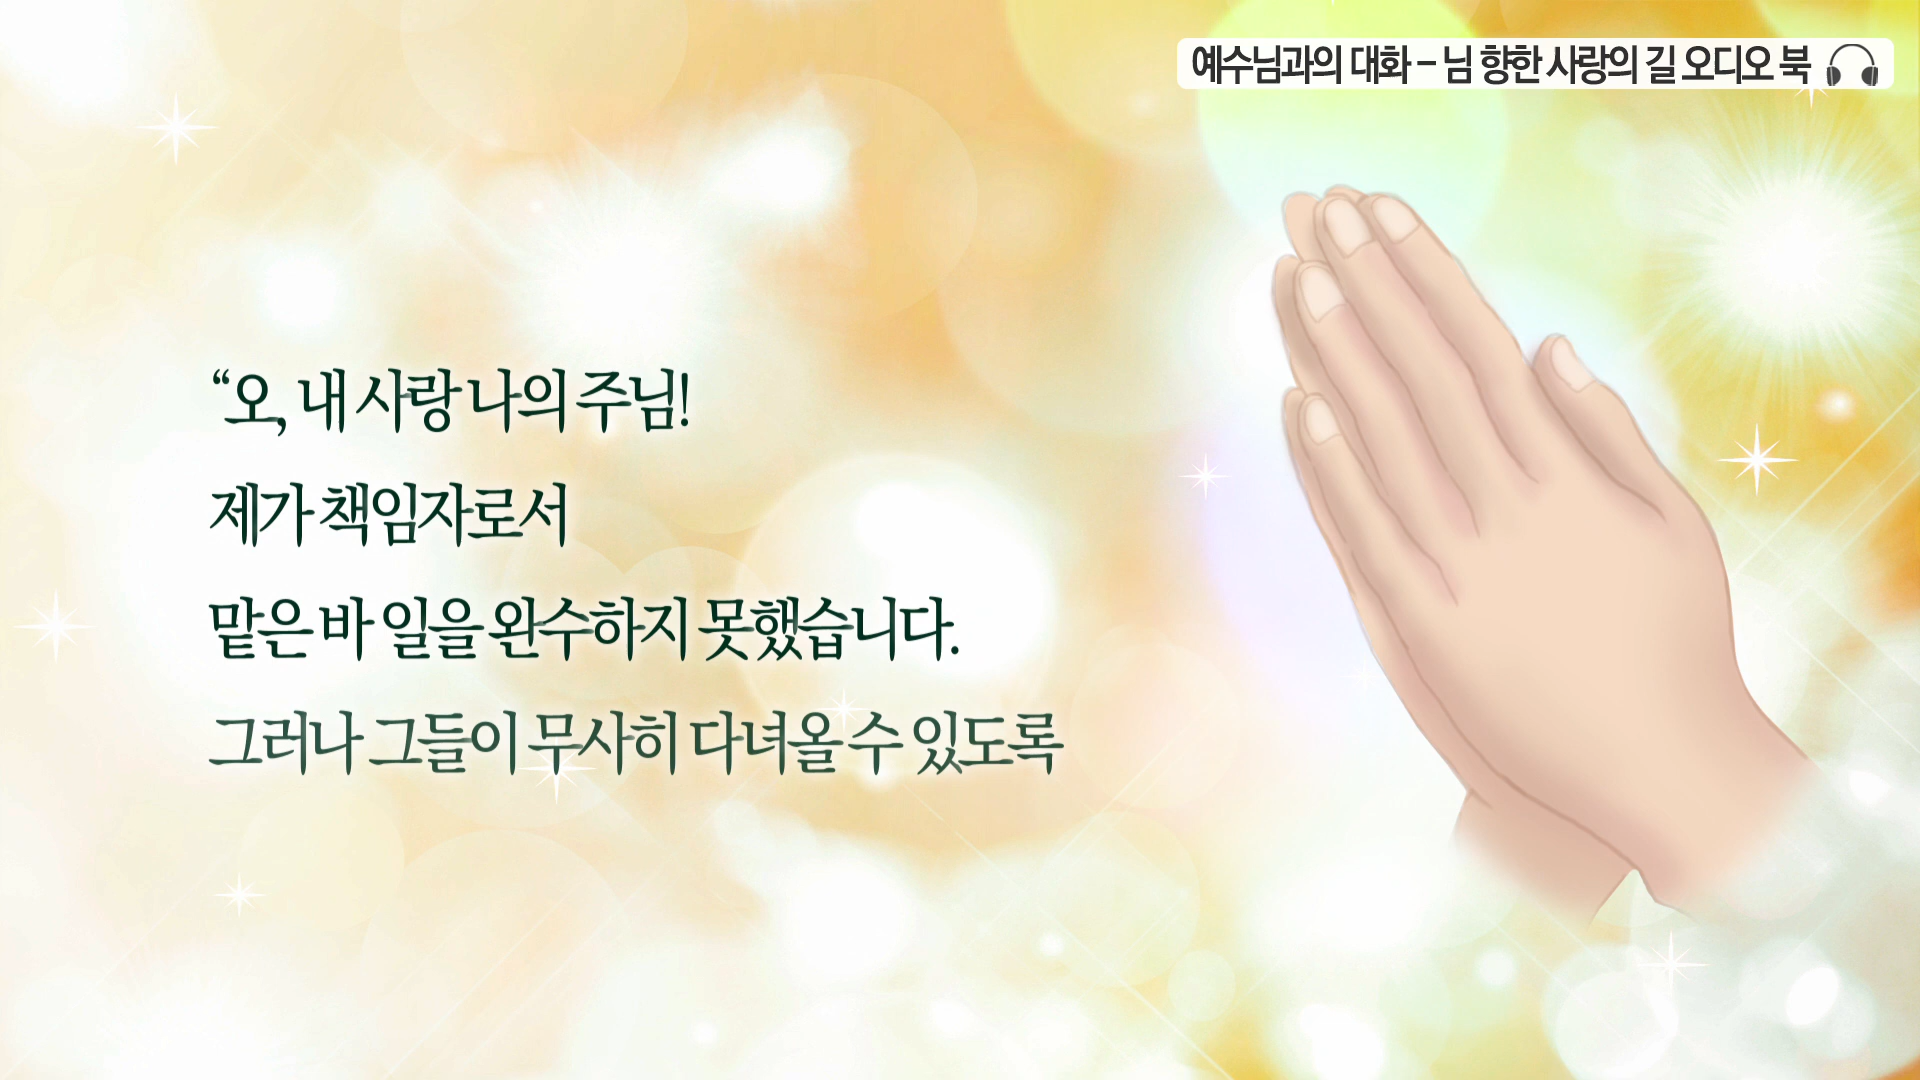 예수님과의 대화 - 님 향한 사랑의 길 오디오 북
“오, 내 사랑 나의 주님!
제가 책임자로서
맡은 바 일을 완수하지 못했습니다.
그러나 그들이 무사히 다녀올 수 있도록